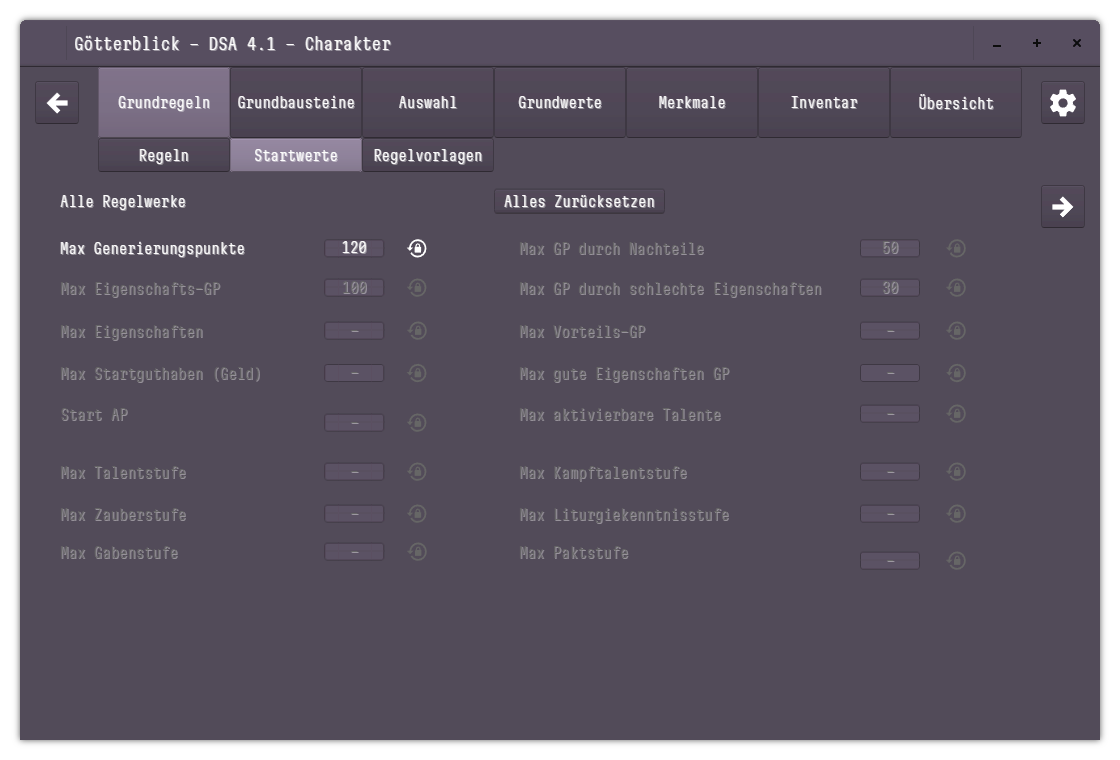 Götterblick – DSA 4.1 – Charakter
Grundregeln Grundbausteine Auswahl Grundwerte Merkmale Inventar Übersicht
Regeln Startwerte Regelvorlagen
Alle Regelwerke Alles Zurücksetzen
Max Generierungspunkte 120 Max GP durch Nachteile 50
Max Eigenschafts-GP 100 Max GP durch schlechte Eigenschaften 30
Max Eigenschaften – Max Vorteils-GP –
Max Startguthaben (Geld) – Max gute Eigenschaften GP –
Start AP – Max aktivierbare Talente –
Max Talentstufe – Max Kampftalentstufe –
Max Zauberstufe – Max Liturgiekenntnisstufe –
Max Gabenstufe – Max Paktstufe –